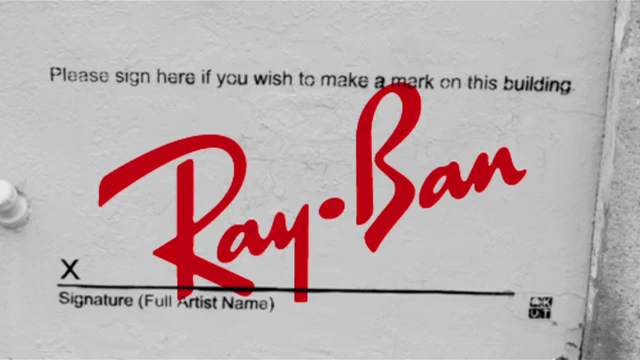 Please sign here if you wish to make a mark on this building.
Ray-Ban
X
Signature (Full Artist Name)